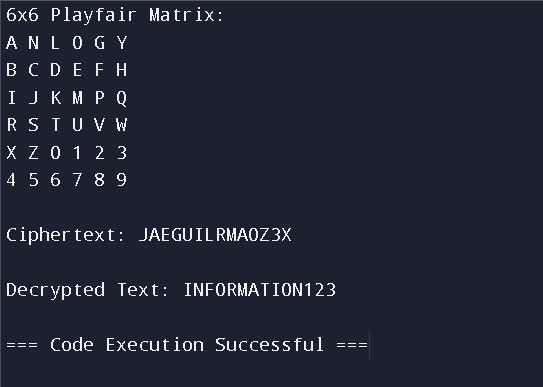 6x6 Playfair Matrix:
A N L O G Y
B C D E F H
I J K M P Q
R S T U V W
X Z 0 1 2 3
4 5 6 7 8 9
Ciphertext: JAEGUILRMAOZ3X
Decrypted Text: INFORMATION123
=== Code Execution Successful ===